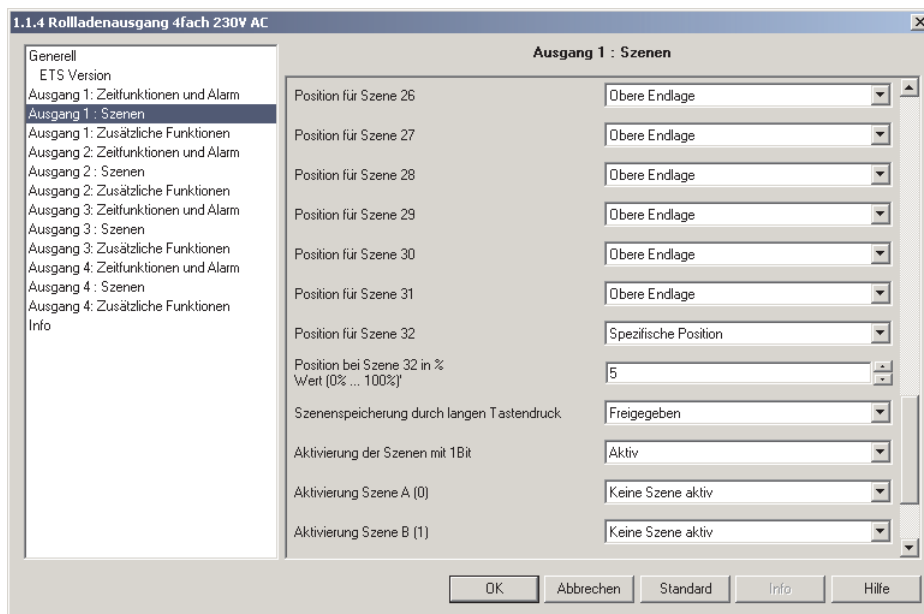 1.1.4 Rollladenausgang 4fach 230V AC
Generell
ETS Version
Ausgang 1: Zeitfunktionen und Alarm
Ausgang 1 : Szenen
Ausgang 1: Zusätzliche Funktionen
Ausgang 2: Zeitfunktionen und Alarm
Ausgang 2 : Szenen
Ausgang 2: Zusätzliche Funktionen
Ausgang 3: Zeitfunktionen und Alarm
Ausgang 3 : Szenen
Ausgang 3: Zusätzliche Funktionen
Ausgang 4: Zeitfunktionen und Alarm
Ausgang 4 : Szenen
Ausgang 4: Zusätzliche Funktionen
Info
Ausgang 1 : Szenen
Position für Szene 26 Obere Endlage
Position für Szene 27 Obere Endlage
Position für Szene 28 Obere Endlage
Position für Szene 29 Obere Endlage
Position für Szene 30 Obere Endlage
Position für Szene 31 Obere Endlage
Position für Szene 32 Spezifische Position
Position bei Szene 32 in %
Wert (0% ... 100%)' 5
Szenenspeicherung durch langen Tastendruck Freigegeben
Aktivierung der Szenen mit 1Bit Aktiv
Aktivierung Szene A (0) Keine Szene aktiv
Aktivierung Szene B (1) Keine Szene aktiv
OK Abbrechen Standard Info Hilfe